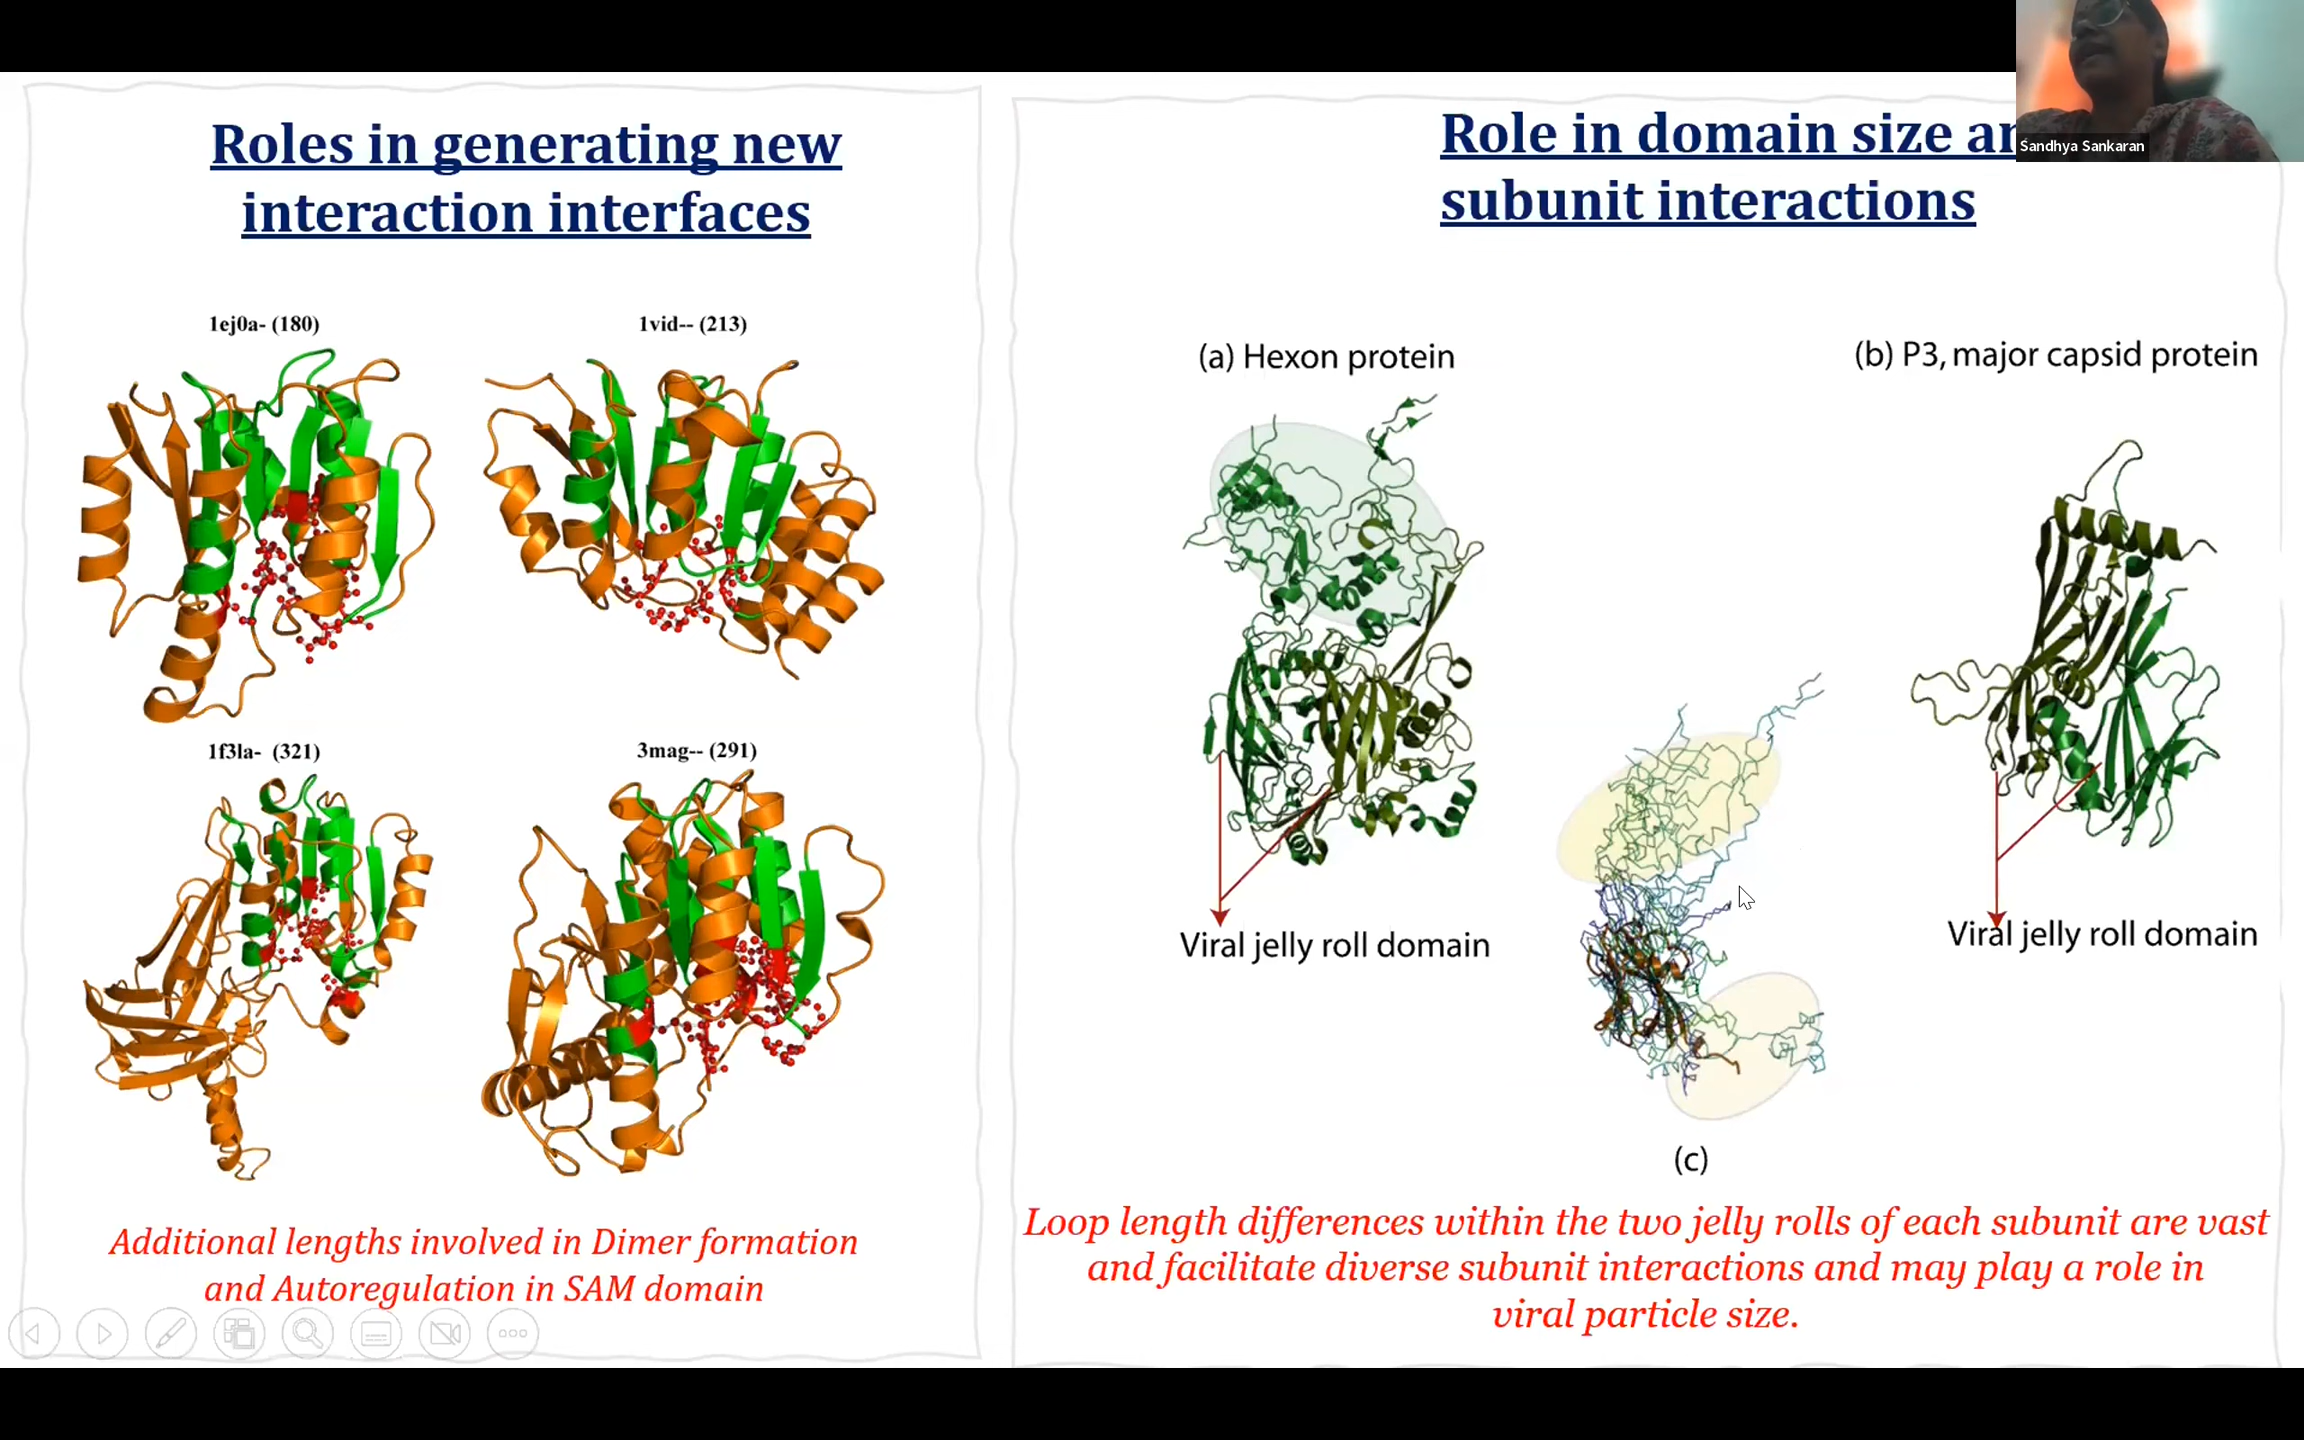 Roles in generating new
interaction interfaces
1ej0a- (180)
1vid-- (213)
1f3la- (321)
3mag-- (291)
Additional lengths involved in Dimer formation
and Autoregulation in SAM domain
Role in domain size
subunit interactions
Sandhya Sankaran
(a) Hexon protein
(b) P3, major capsid protein
Viral jelly roll domain
Viral jelly roll domain
(c)
Loop length differences within the two jelly rolls of each subunit are vast
and facilitate diverse subunit interactions and may play a role in
viral particle size.